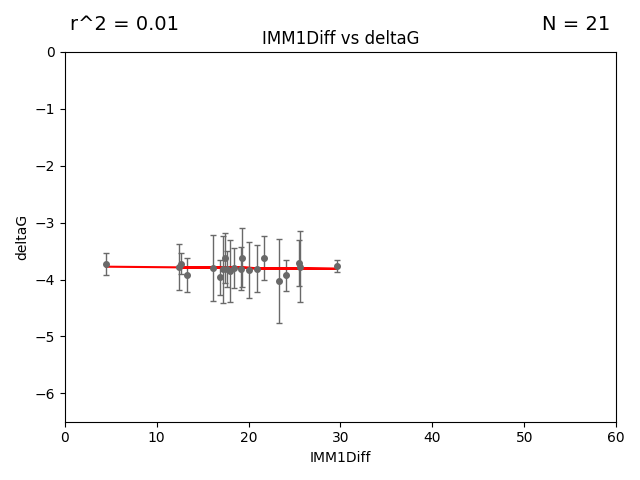 r^2 = 0.01
N = 21
IMM1Diff vs deltaG
0
−1
−2
−3
−4
−5
−6
deltaG
0 10 20 30 40 50 60
IMM1Diff